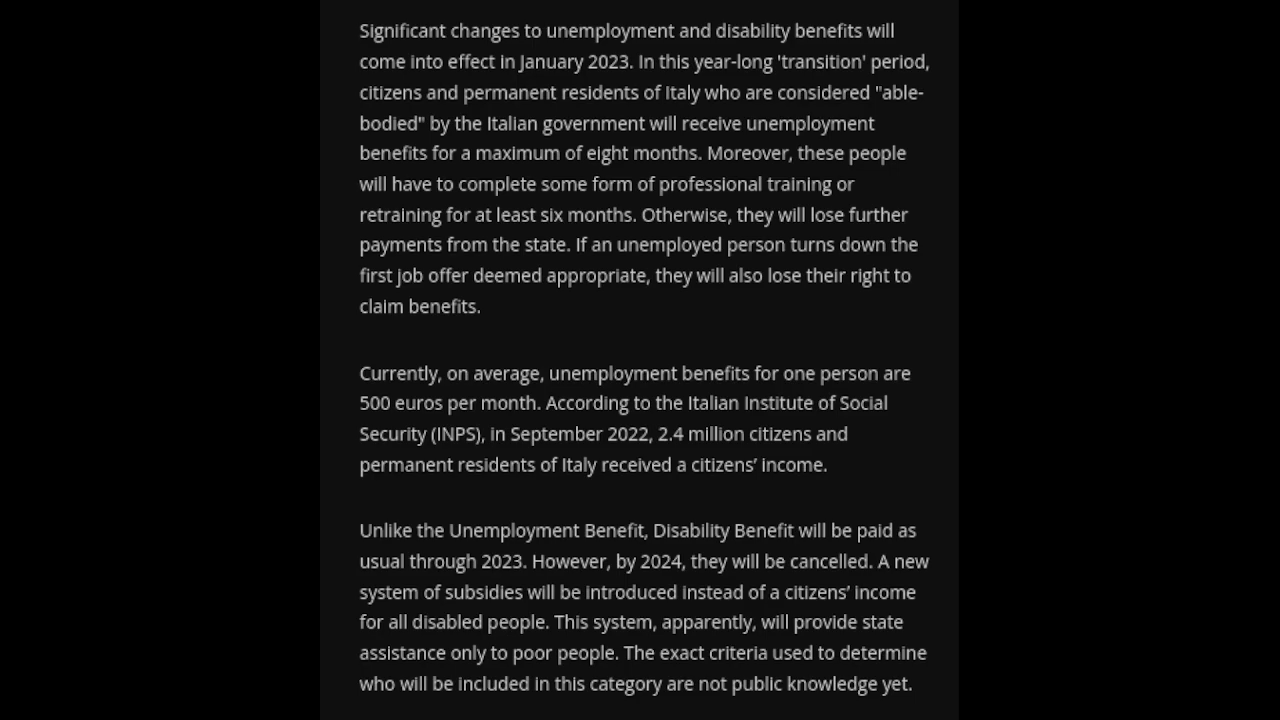 Significant changes to unemployment and disability benefits will
come into effect in January 2023. In this year-long 'transition' period,
citizens and permanent residents of Italy who are considered "able-
bodied" by the Italian government will receive unemployment
benefits for a maximum of eight months. Moreover, these people
will have to complete some form of professional training or
retraining for at least six months. Otherwise, they will lose further
payments from the state. If an unemployed person turns down the
first job offer deemed appropriate, they will also lose their right to
claim benefits.
Currently, on average, unemployment benefits for one person are
500 euros per month. According to the Italian Institute of Social
Security (INPS), in September 2022, 2.4 million citizens and
permanent residents of Italy received a citizens’ income.
Unlike the Unemployment Benefit, Disability Benefit will be paid as
usual through 2023. However, by 2024, they will be cancelled. A new
system of subsidies will be introduced instead of a citizens’ income
for all disabled people. This system, apparently, will provide state
assistance only to poor people. The exact criteria used to determine
who will be included in this category are not public knowledge yet.